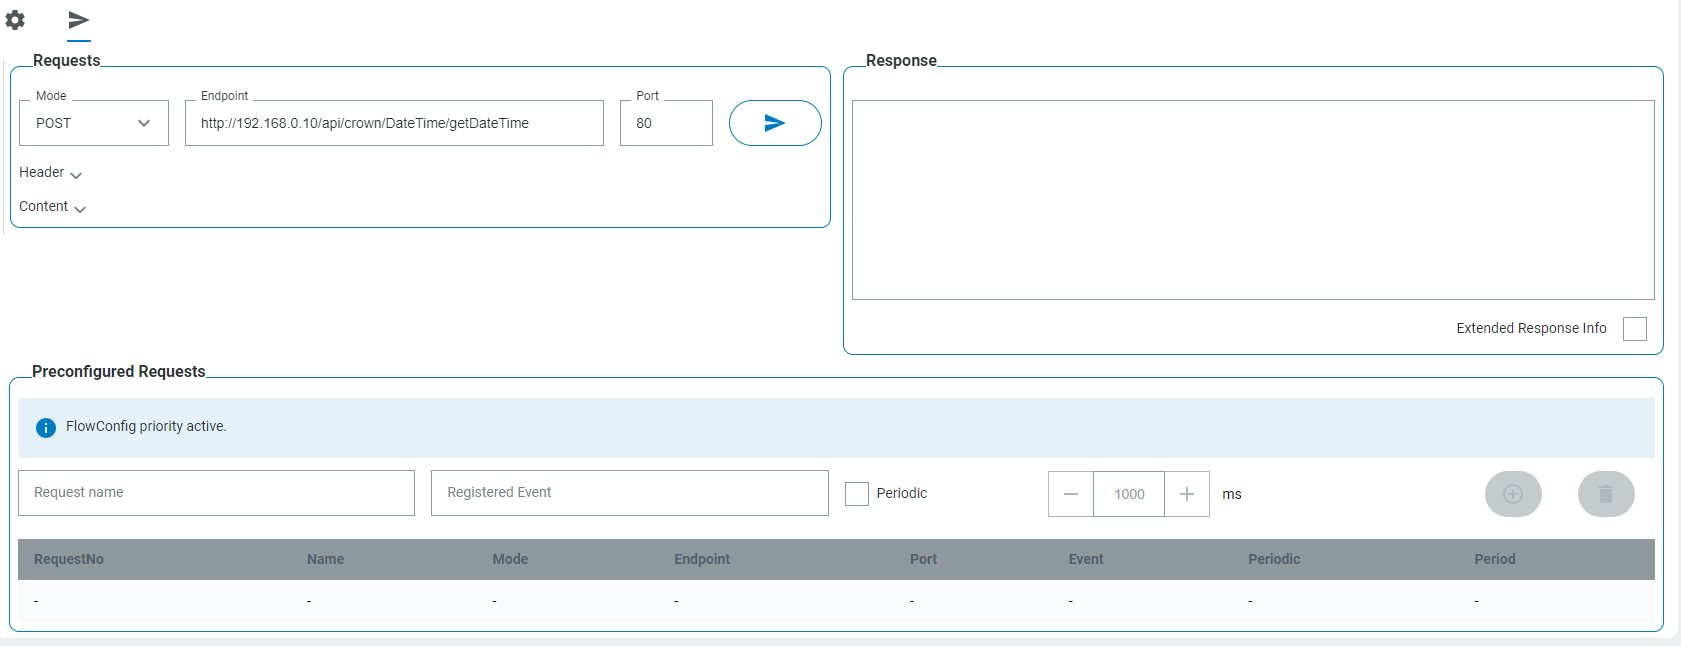 Requests
Mode
Endpoint
Port
POST
http://192.168.0.10/api/crown/DateTime/getDateTime
80
Header
Content
Response
Extended Response Info
Preconfigured Requests
FlowConfig priority active.
Request name
Registered Event
Periodic
1000
ms
RequestNo Name Mode Endpoint Port Event Periodic Period
- - - - - - - -